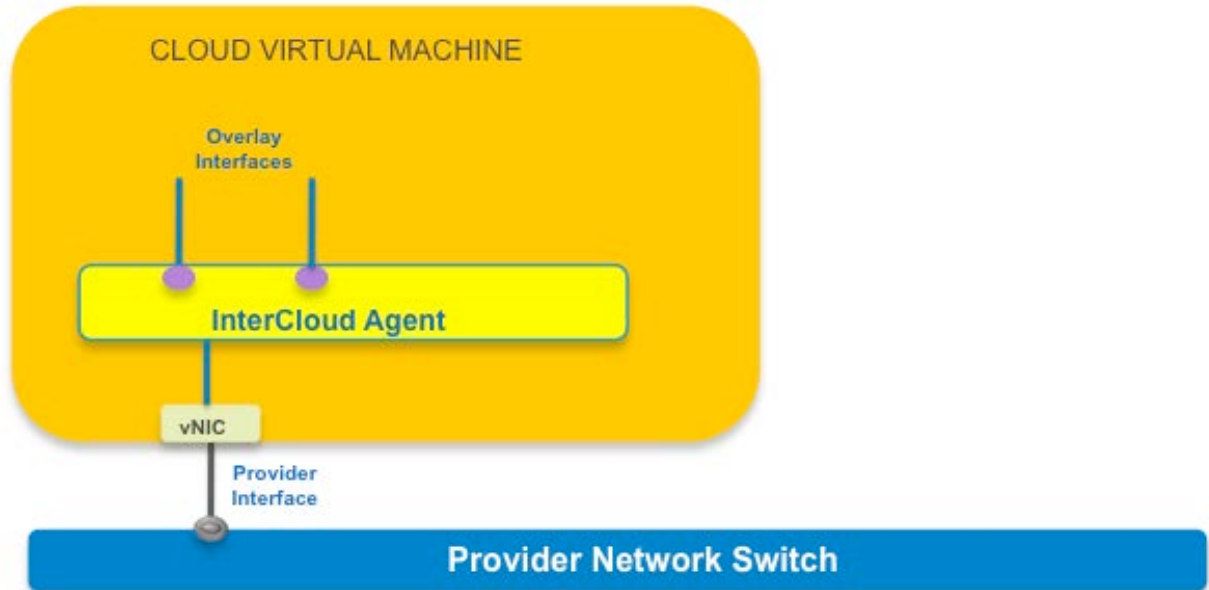 CLOUD VIRTUAL MACHINE
Overlay
Interfaces
InterCloud Agent
vNIC
Provider
Interface
Provider Network Switch